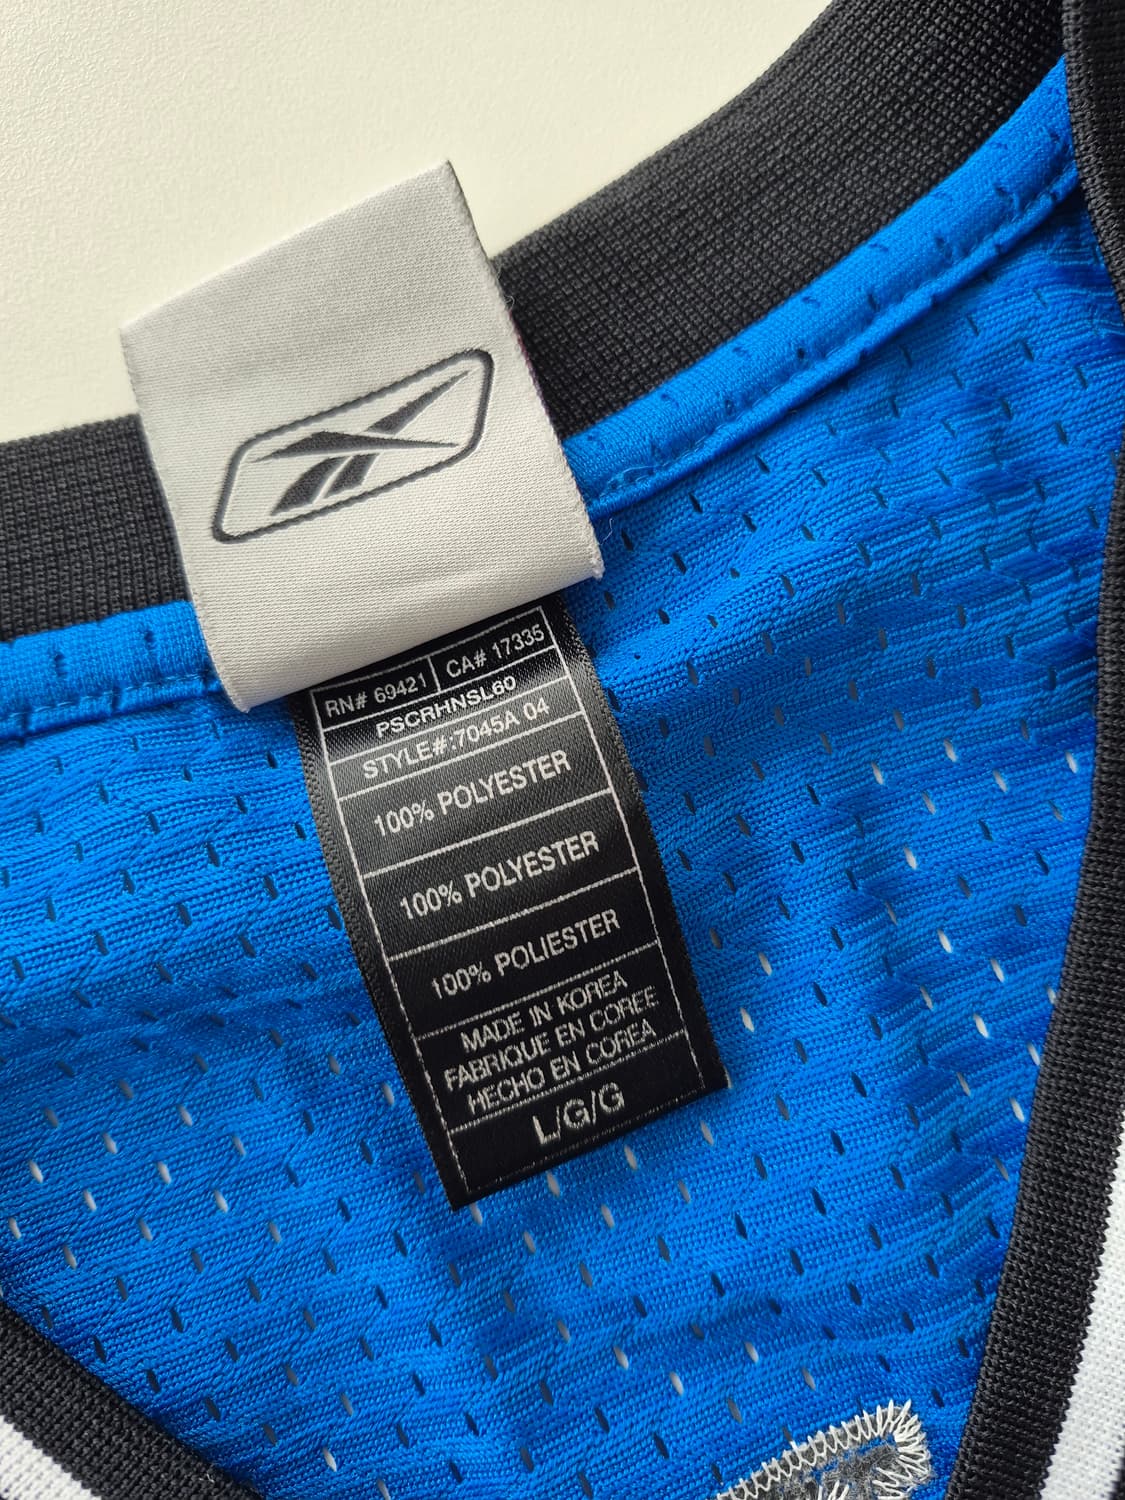 RN# 69421 CA# 17335
PSCRHNSL60
STYLE#:7045A 04
100% POLYESTER
100% POLYESTER
100% POLIESTER
MADE IN KOREA
FABRIQUE EN COREE
HECHO EN COREA
L/G/G